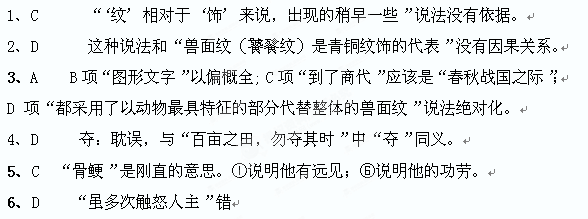 1、C “‘纹’相对于‘饰’来说，出现的稍早一些”说法没有依据。
2、D 这种说法和“兽面纹（饕餮纹）是青铜纹饰的代表”没有因果关系。
3、A B项“图形文字”以偏慨全；C项“到了商代”应该是“春秋战国之际”；
D 项“都采用了以动物最具特征的部分代替整体的兽面纹”说法绝对化。
4、D 夺：耽误，与“百亩之田，勿夺其时”中“夺”同义。
5、C “骨鲠”是刚直的意思。①说明他有远见；⑥说明他的功劳。
6、D “虽多次触怒人主”错